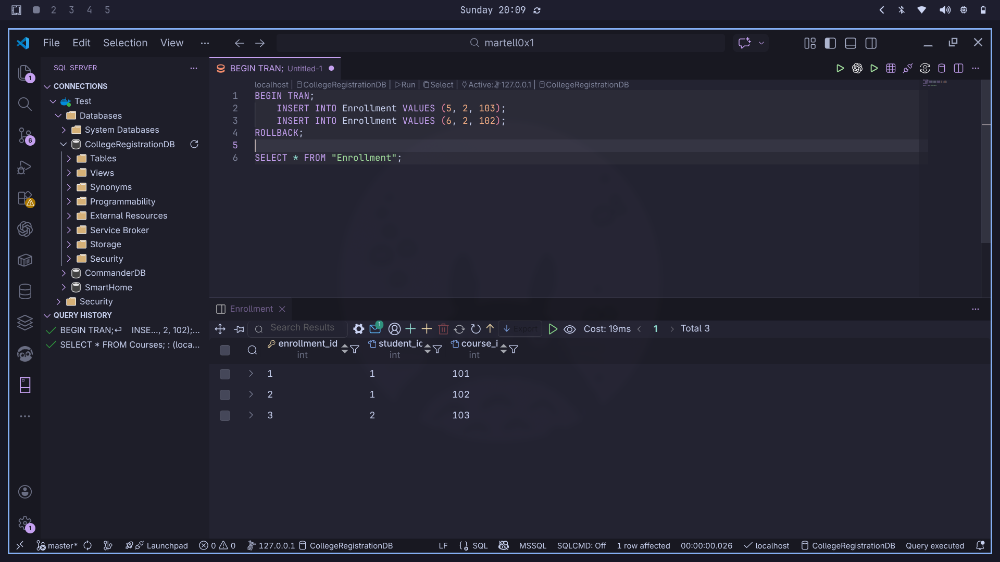 2 3 4 5
Sunday 20:09
File Edit Selection View ··· martell0x1
SQL SERVER ···
CONNECTIONS
Test
Databases
System Databases
CollegeRegistrationDB
Tables
Views
Synonyms
Programmability
External Resources
Service Broker
Storage
Security
CommanderDB
SmartHome
Security
QUERY HISTORY
BEGIN TRAN;⏎ INSE..., 2, 102);...
SELECT * FROM Courses; : (loca...
1
6
1
BEGIN TRAN; Untitled-1
localhost | CollegeRegistrationDB | Run | Select | Active: 127.0.0.1 | CollegeRegistrationDB
1 BEGIN TRAN;
2 INSERT INTO Enrollment VALUES (5, 2, 103);
3 INSERT INTO Enrollment VALUES (6, 2, 102);
4 ROLLBACK;
5
6 SELECT * FROM "Enrollment";
Enrollment
Search Results 1 Export Cost: 19ms 1 Total 3
enrollment_id student_ic course_i
int int int
1 1 101
2 1 102
3 2 103
master* Launchpad 0 0 127.0.0.1 CollegeRegistrationDB LF SQL MSSQL SQLCMD: Off 1 row affected 00:00:00.026 localhost CollegeRegistrationDB Query executed